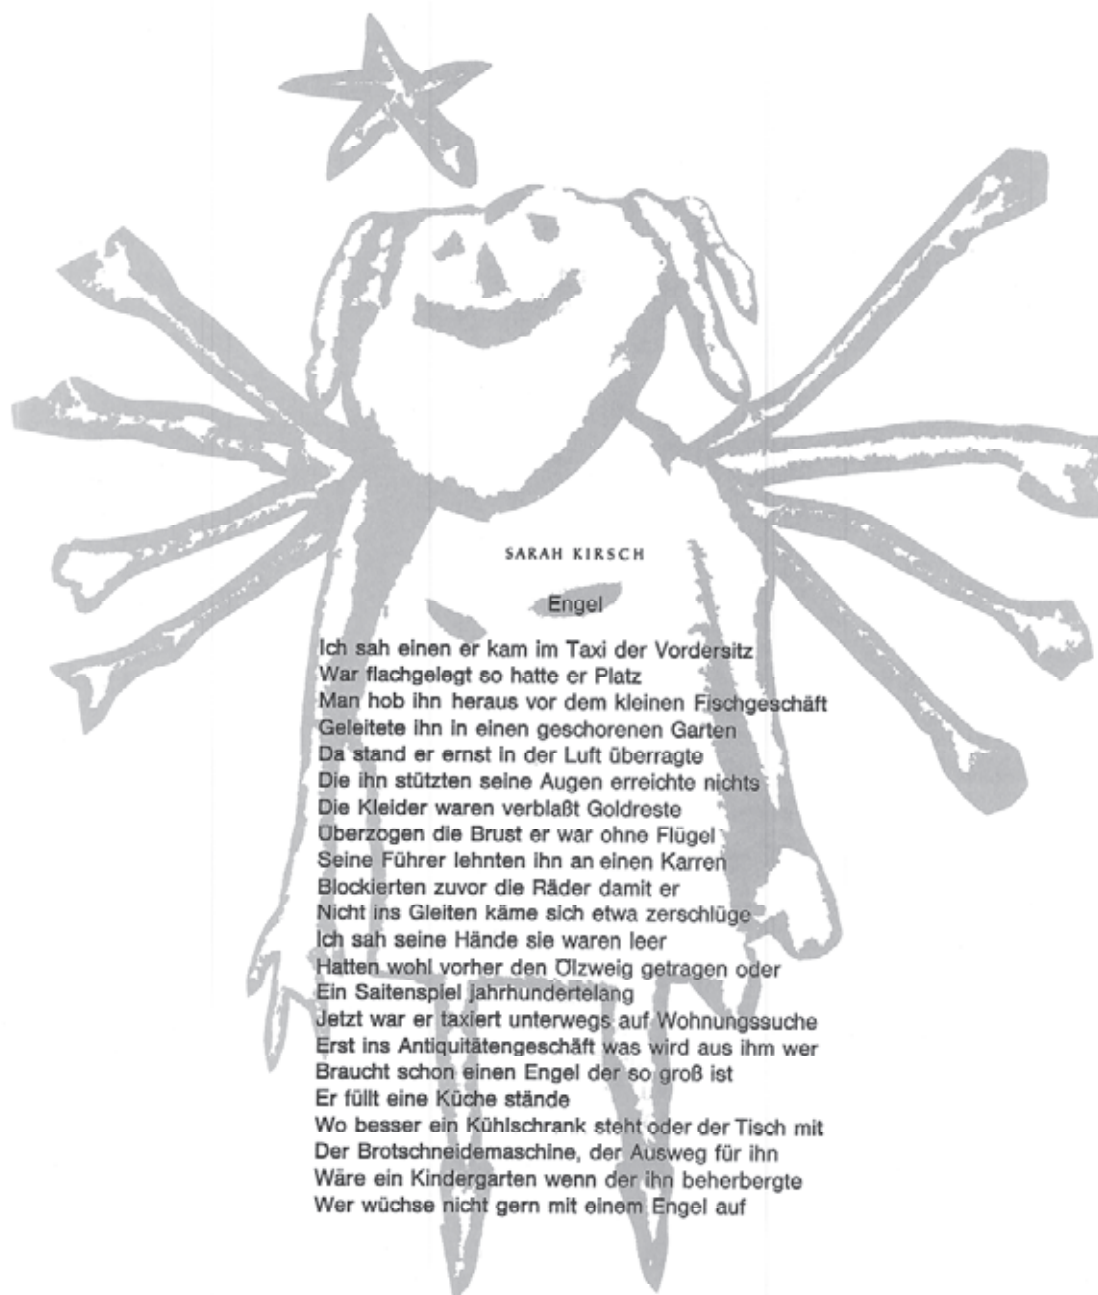 SARAH KIRSCH
Engel
Ich sah einen er kam im Taxi der Vordersitz
War flachgelegt so hatte er Platz
Man hob ihn heraus vor dem kleinen Fischgeschäft
Geleitete ihn in einen geschorenen Garten
Da stand er ernst in der Luft überragte
Die ihn stützten seine Augen erreichte nichts
Die Kleider waren verblaßt Goldreste
Überzogen die Brust er war ohne Flügel
Seine Führer lehnten ihn an einen Karren
Blockierten zuvor die Räder damit er
Nicht ins Gleiten käme sich etwa zerschlüge
Ich sah seine Hände sie waren leer
Hatten wohl vorher den Ölzweig getragen oder
Ein Saitenspiel jahrhundertelang
Jetzt war er taxiert unterwegs auf Wohnungssuche
Erst ins Antiquitätengeschäft was wird aus ihm wer
Braucht schon einen Engel der so groß ist
Er füllt eine Küche stände
Wo besser ein Kühlschrank steht oder der Tisch mit
Der Brotschneidemaschine, der Ausweg für ihn
Wäre ein Kindergarten wenn der ihn beherbergte
Wer wüchse nicht gern mit einem Engel auf